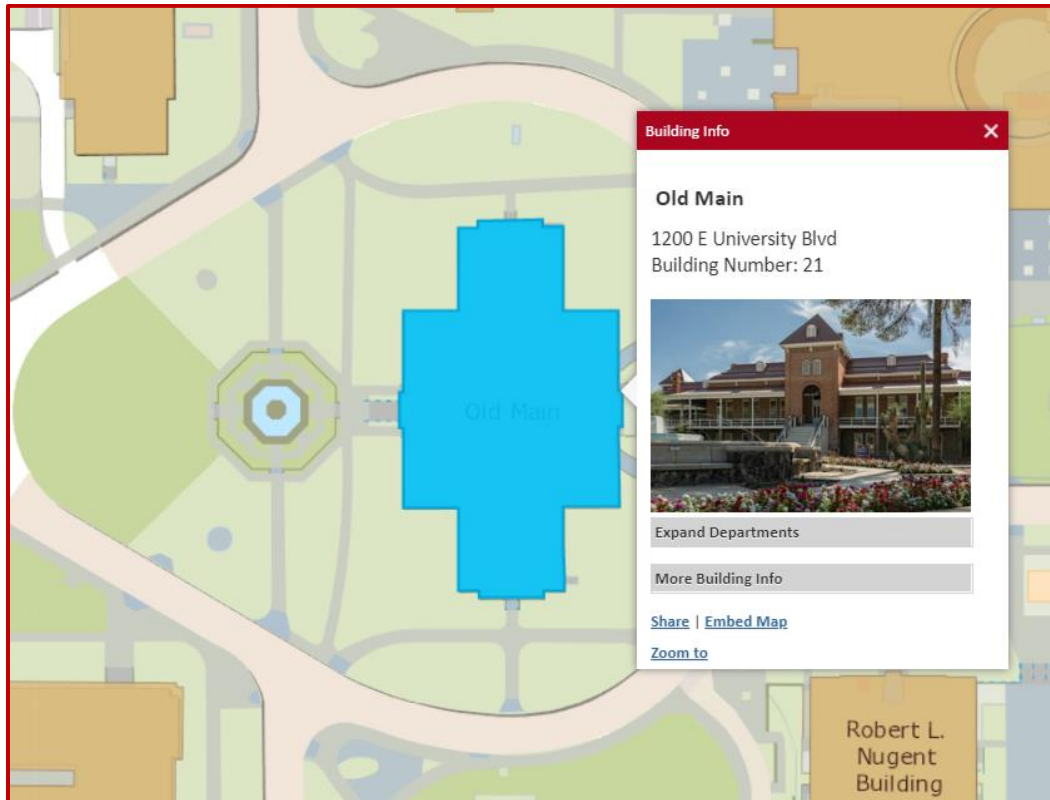 Building Info
Old Main
1200 E University Blvd
Building Number: 21
Old Main
Expand Departments
More Building Info
Share | Embed Map
Zoom to
Robert L.
Nugent
Building